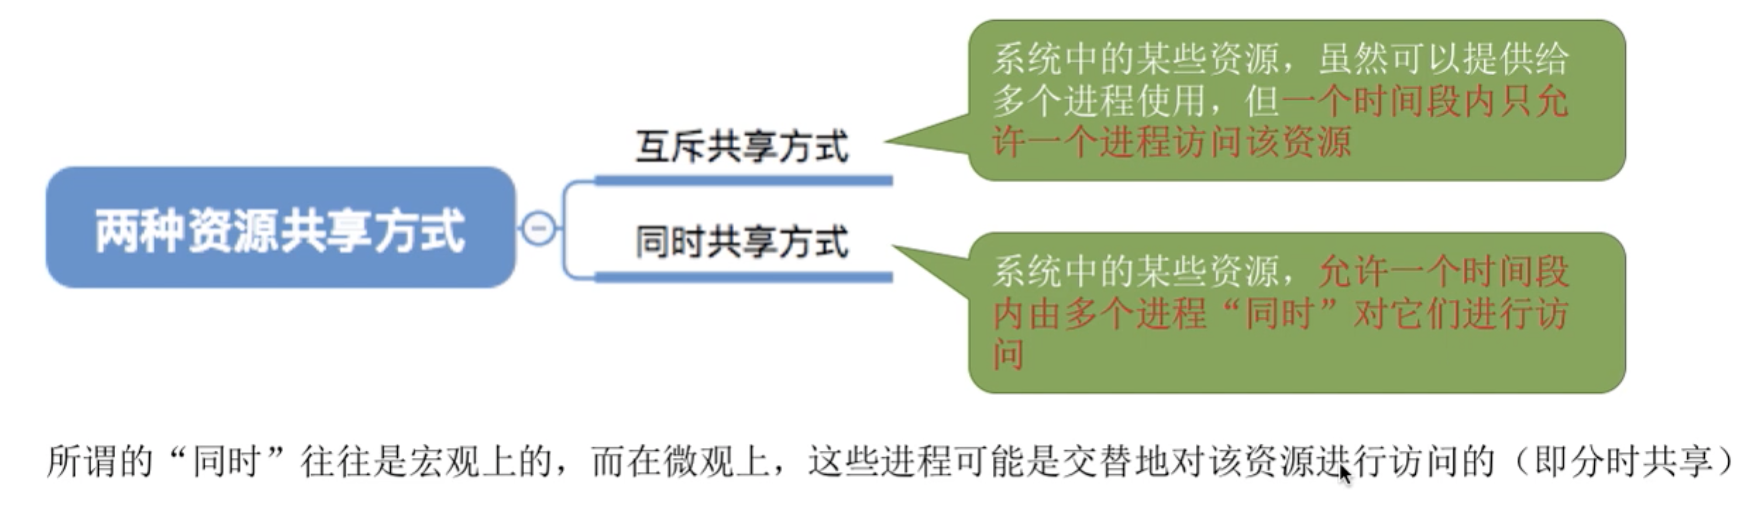 系统中的某些资源，虽然可以提供给
多个进程使用，但一个时间段内只允
许一个进程访问该资源
互斥共享方式
两种资源共享方式
同时共享方式
系统中的某些资源，允许一个时间段
内由多个进程“同时”对它们进行访
问
所谓的“同时”往往是宏观上的，而在微观上，这些进程可能是交替地对该资源进行访问的（即分时共享）